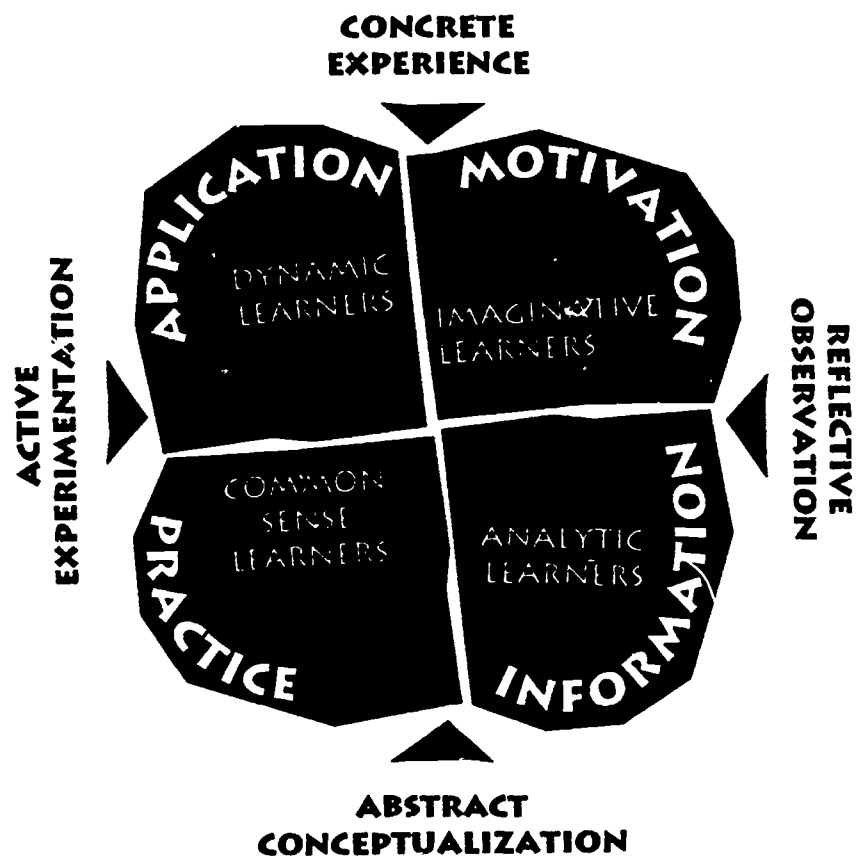 CONCRETE
EXPERIENCE
APPLICATION
MOTIVATION
DYNAMIC
LEARNERS
IMAGINATIVE
LEARNERS
ACTIVE
EXPERIMENTATION
REFLECTIVE
OBSERVATION
COMMON
SENSE
LEARNERS
ANALYTIC
LEARNERS
PRACTICE
INFORMATION
ABSTRACT
CONCEPTUALIZATION